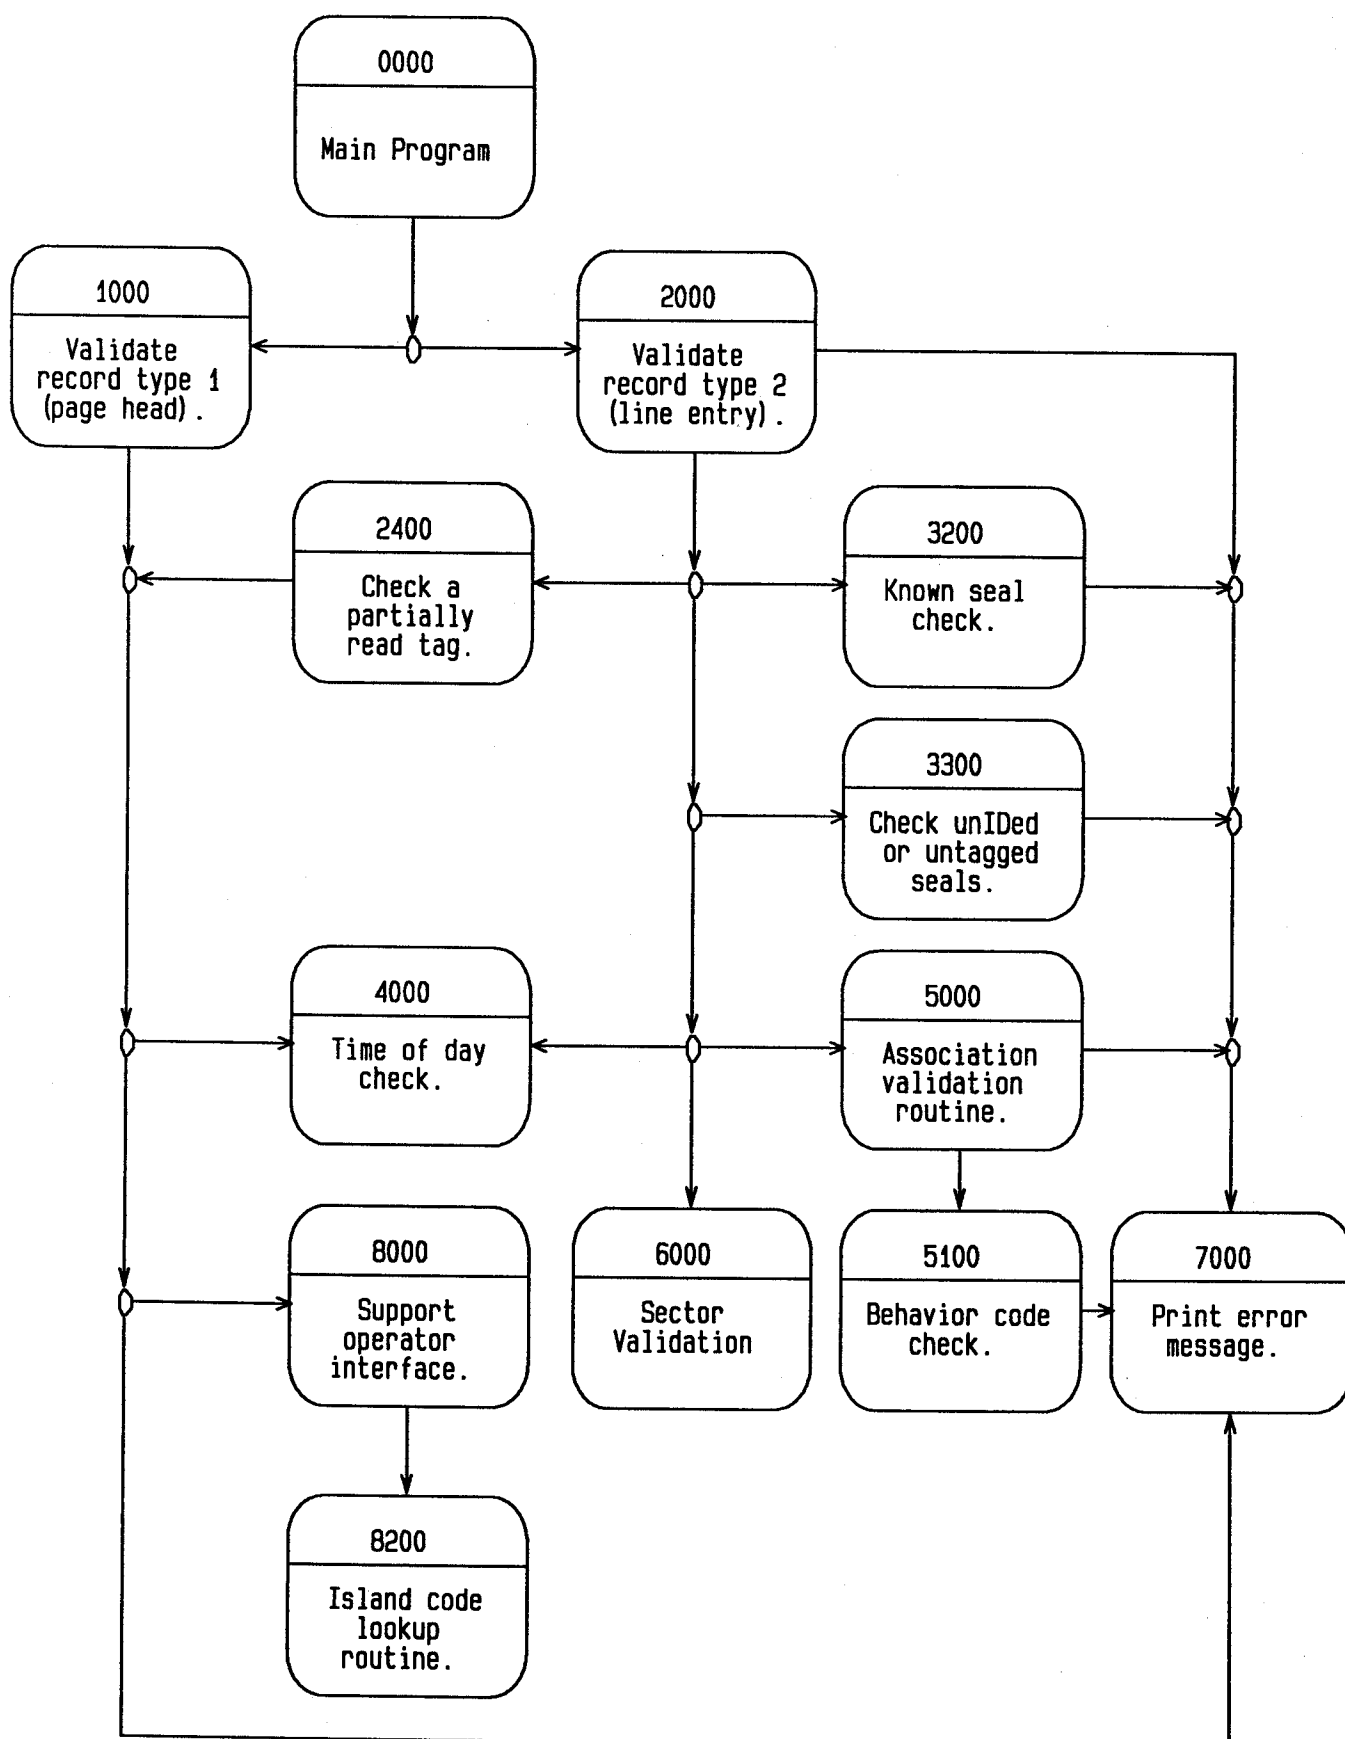 0000
Main Program
1000
Validate
record type 1
(page head).
2000
Validate
record type 2
(line entry).
2400
Check a
partially
read tag.
3200
Known seal
check.
3300
Check unIDed
or untagged
seals.
4000
Time of day
check.
5000
Association
validation
routine.
8000
Support
operator
interface.
6000
Sector
Validation
5100
Behavior code
check.
7000
Print error
message.
8200
Island code
lookup
routine.